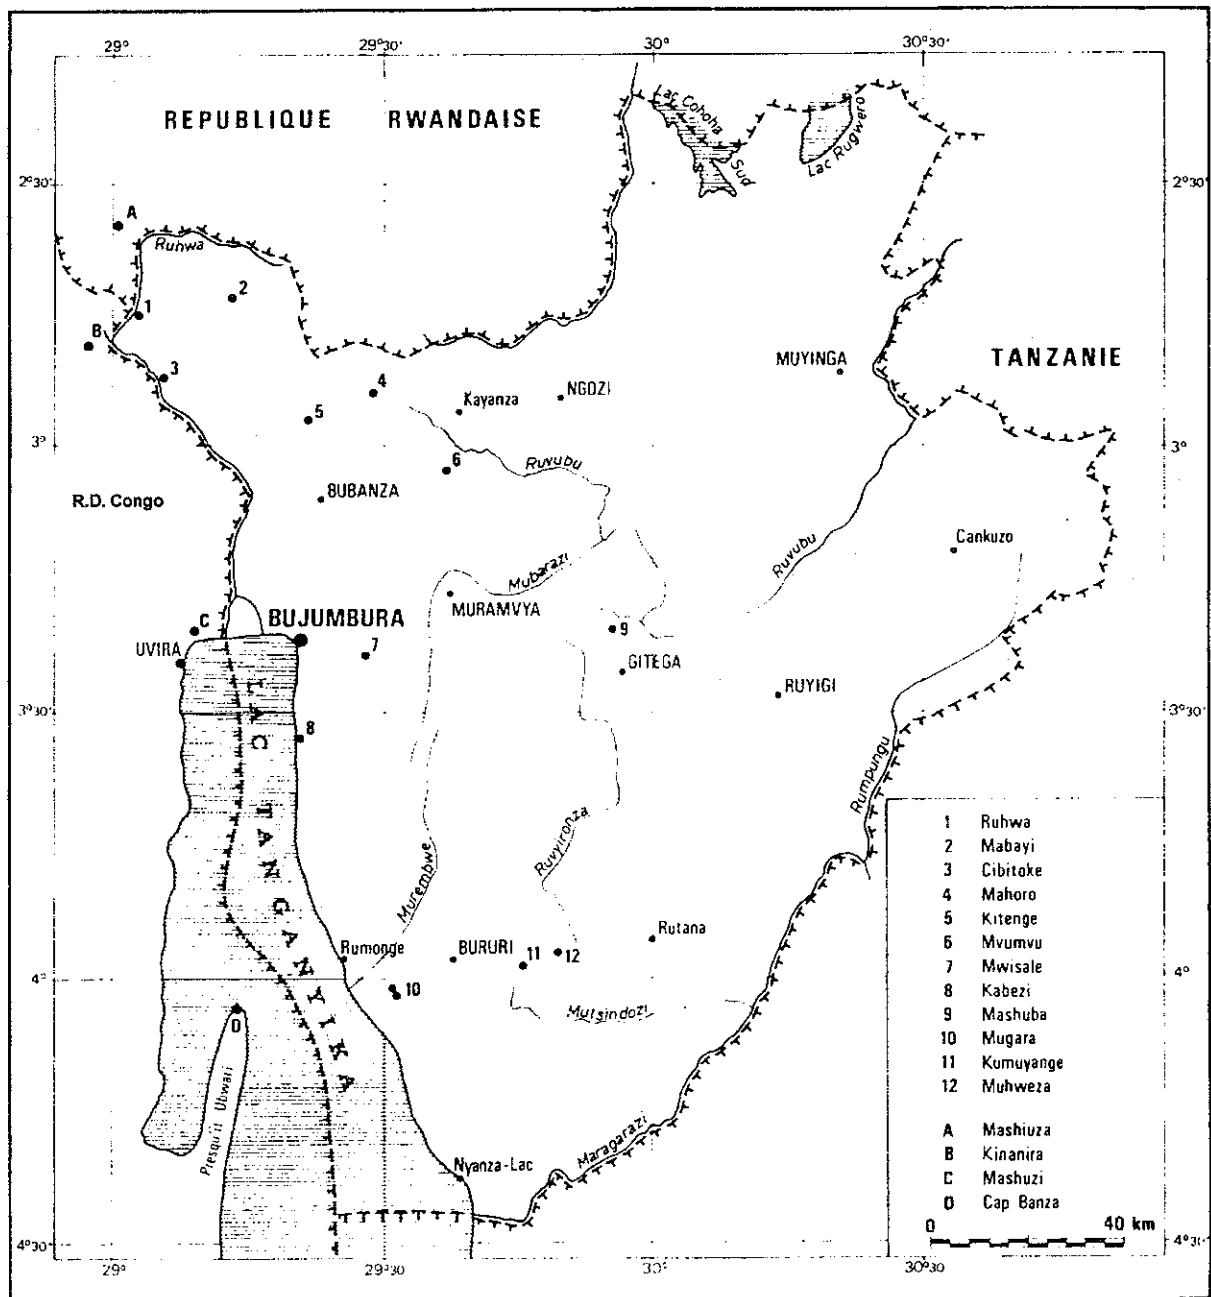 29° 29°30' 30° 30°30'
REPUBLIQUE RWANDAISE
Lac Cohoha Sud
Lac Rugwero
2°30' 2°30'
A
Ruhwa
2
1
B
MUYINGA
TANZANIE
3
4
5
Kayanza
NGOZI
3° 3°
6
Ruvubu
BUBANZA
R.D. Congo
Ruvubu
Cankuzo
Mubarazi
MURAMVYA
C
BUJUMBURA
9
UVIRA
7
GITEGA
RUYIGI
3°30' 3°30'
8
LAC TANGANYIKA
Rumpungu
Ruvyironza
Murembwe
Rumonge
BURURI
11
12
Rutana
4° 4°
10
Mutsindozi
D
Presqu'il Ubwari
Maragarazi
Nyanza-Lac
4°30' 4°30'
29° 29°30' 30° 30°30'
1 Ruhwa
2 Mabayi
3 Cibitoke
4 Mahoro
5 Kitenge
6 Mvumvu
7 Mwisale
8 Kabezi
9 Mashuba
10 Mugara
11 Kumuyange
12 Muhweza
A Mashiuza
B Kinanira
C Mashuzi
D Cap Banza
0 40 km